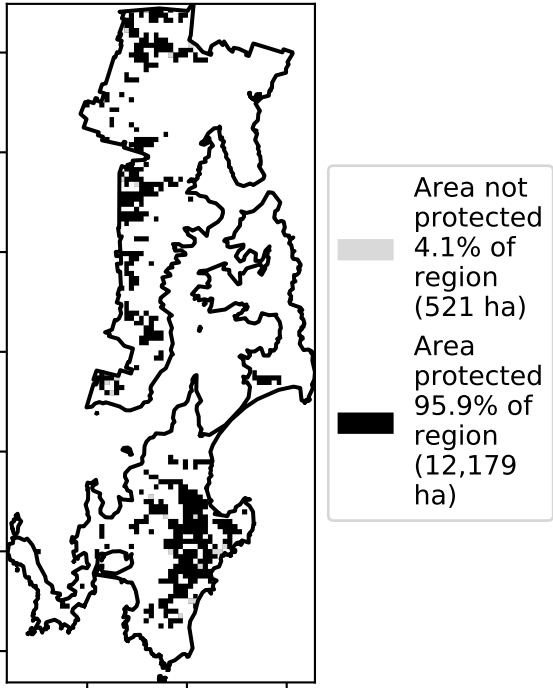 Area not
protected
4.1% of
region
(521 ha)
Area
protected
95.9% of
region
(12,179
ha)